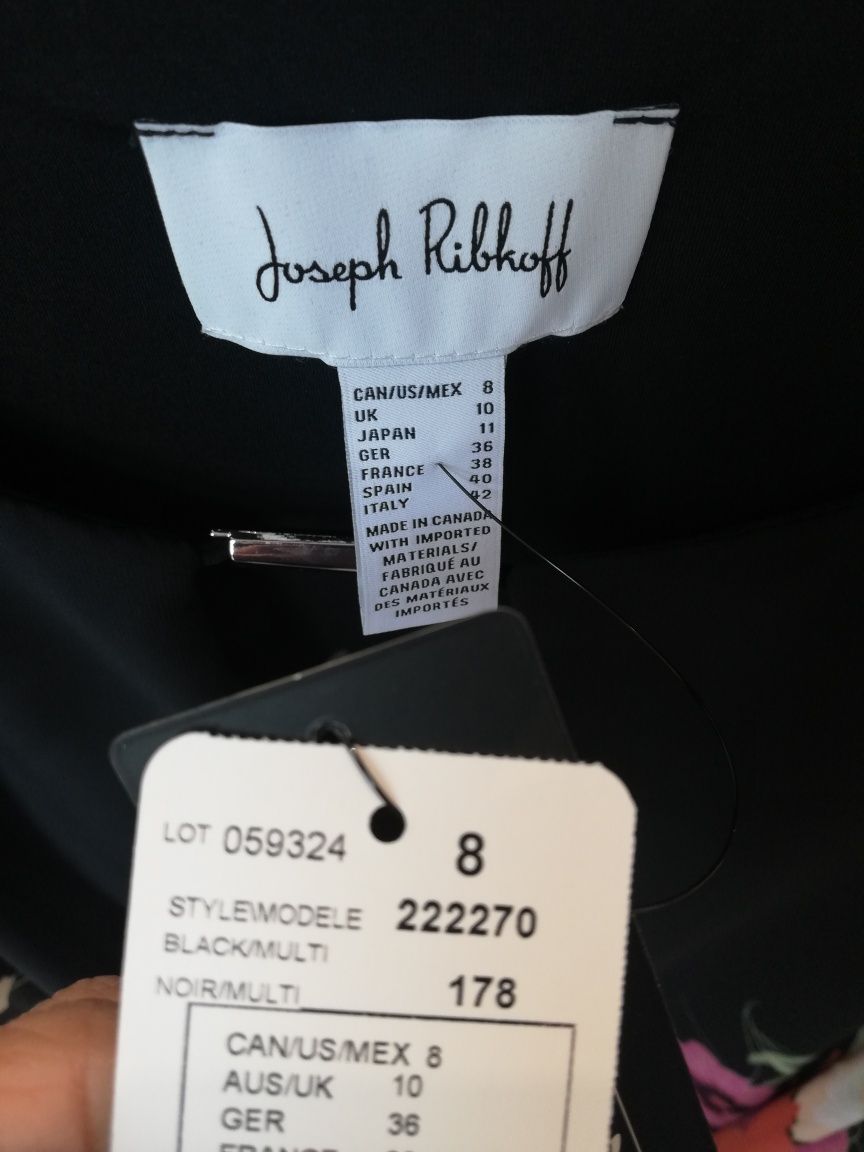 Joseph Ribkoff
CAN/US/MEX 8
UK 10
JAPAN 11
GER 36
FRANCE 38
SPAIN 40
ITALY 42
MADE IN CANADA
WITH IMPORTED
MATERIALS/
FABRIQUÉ AU
CANADA AVEC
DES MATÉRIAUX
IMPORTÉS
LOT 059324 8
STYLE\MODELE 222270
BLACK/MULTI
NOIR/MULTI 178
CAN/US/MEX 8
AUS/UK 10
GER 36
FRANCE